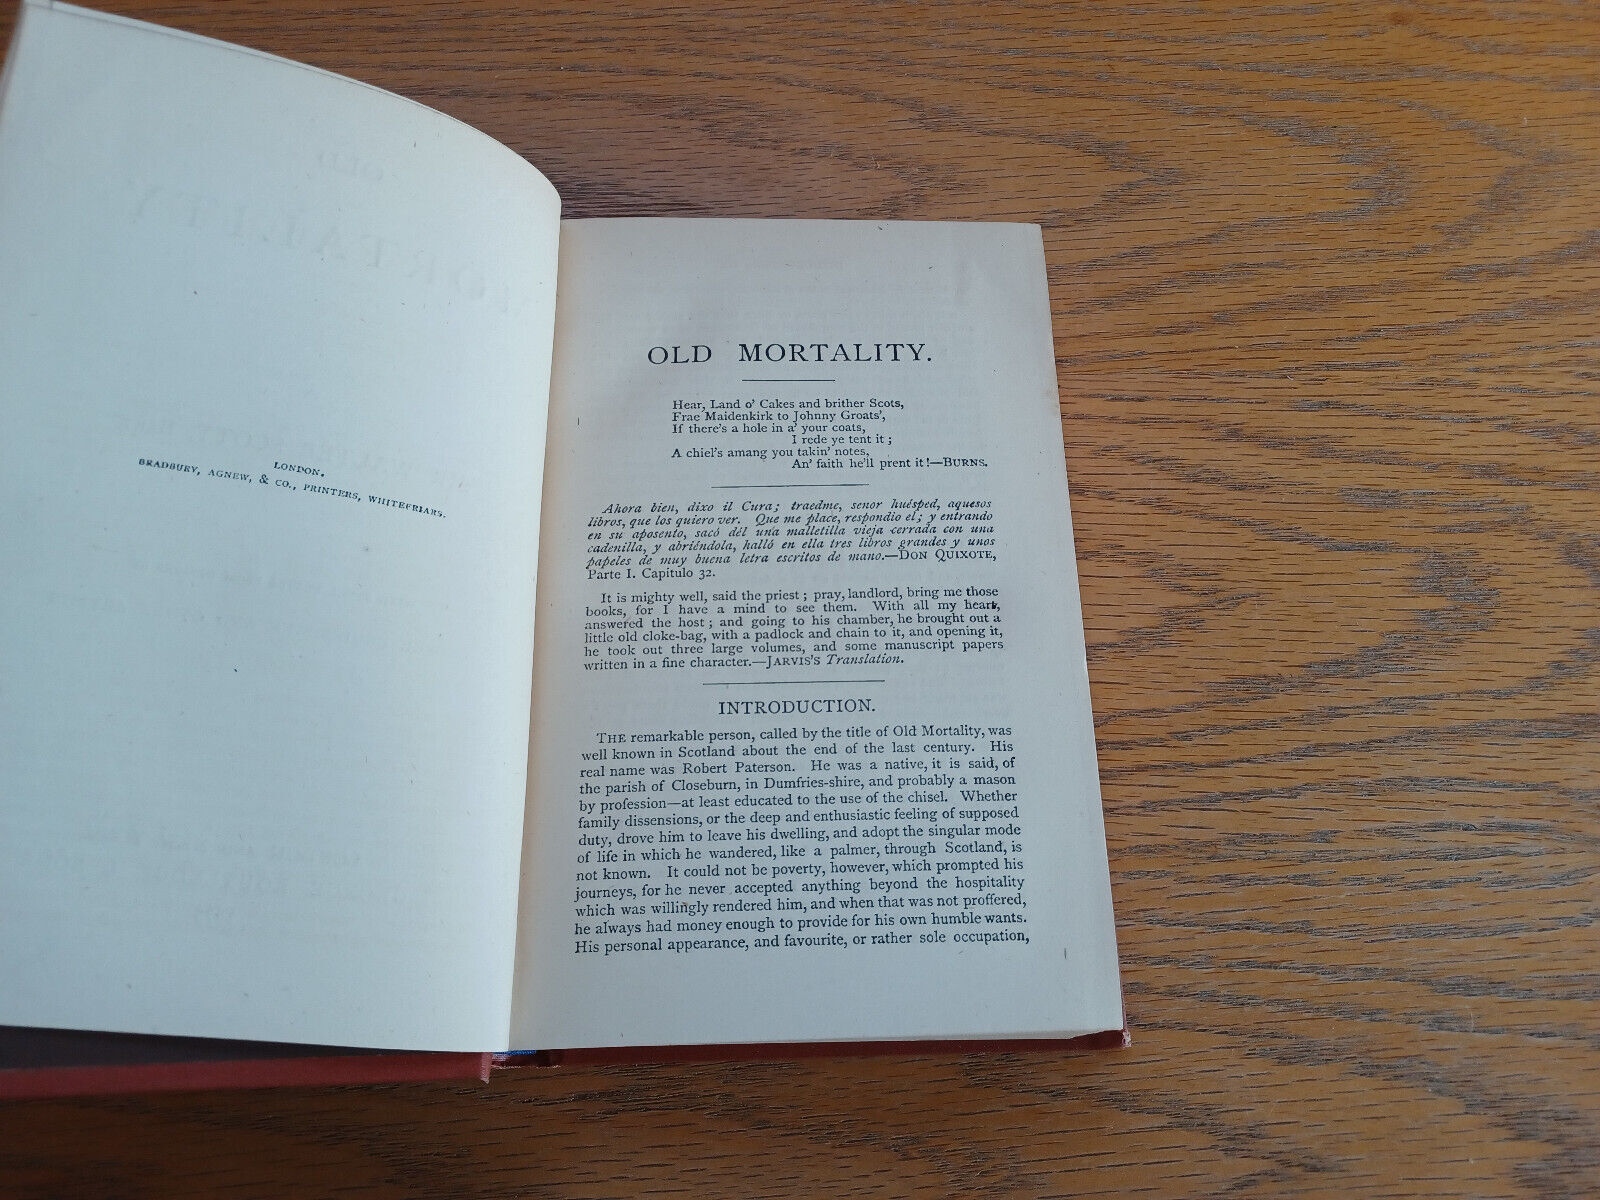 LONDON.
BRADBURY, AGNEW, & CO., PRINTERS, WHITEFRIARS.
OLD MORTALITY.
Hear, Land o' Cakes and brither Scots,
Frae Maidenkirk to Johnny Groats',
If there's a hole in a' your coats,
I rede ye tent it ;
A chiel's amang you takin' notes,
An' faith he'll prent it !—BURNS.
Ahora bien, dixo il Cura; traedme, senor huésped, aquesos
libros, que los quiero ver. Que me place, respondio el; y entrando
en su aposento, sacó dél una malletilla vieja cerrada con una
cadenilla, y abriéndola, halló en ella tres libros grandes y unos
papeles de muy buena letra escritos de mano.—DON QUIXOTE,
Parte I. Capitulo 32.
It is mighty well, said the priest ; pray, landlord, bring me those
books, for I have a mind to see them. With all my heart,
answered the host ; and going to his chamber, he brought out a
little old cloke-bag, with a padlock and chain to it, and opening it,
he took out three large volumes, and some manuscript papers
written in a fine character.—JARVIS'S Translation.
INTRODUCTION.
THE remarkable person, called by the title of Old Mortality, was
well known in Scotland about the end of the last century. His
real name was Robert Paterson. He was a native, it is said, of
the parish of Closeburn, in Dumfries-shire, and probably a mason
by profession—at least educated to the use of the chisel. Whether
family dissensions, or the deep and enthusiastic feeling of supposed
duty, drove him to leave his dwelling, and adopt the singular mode
of life in which he wandered, like a palmer, through Scotland, is
not known. It could not be poverty, however, which prompted his
journeys, for he never accepted anything beyond the hospitality
which was willingly rendered him, and when that was not proffered,
he always had money enough to provide for his own humble wants.
His personal appearance, and favourite, or rather sole occupation,